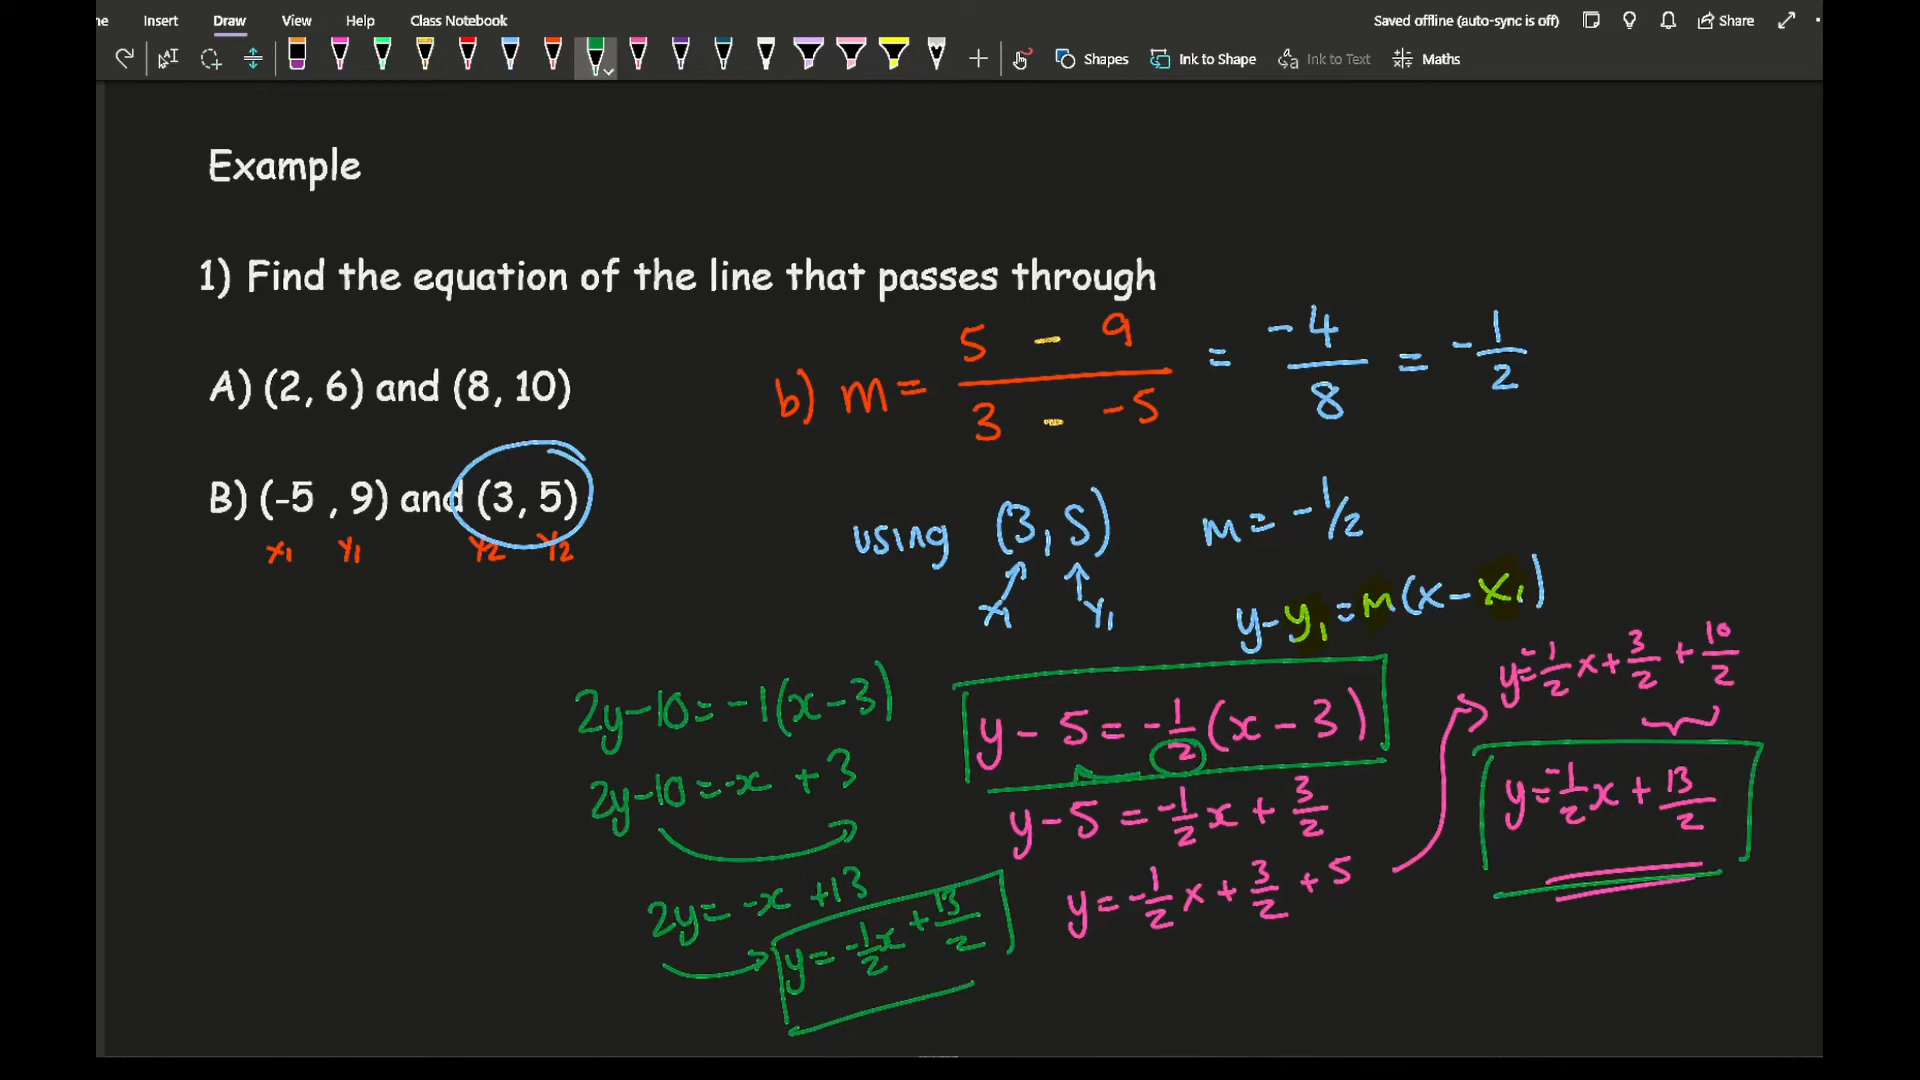 Insert Draw View Help Class Notebook Saved offline (auto-sync is off) Share
Shapes Ink to Shape Ink to Text Maths
Example
1) Find the equation of the line that passes through
A) (2, 6) and (8, 10)
B) (-5 , 9) and (3, 5)
x₁ y₁ y₂ y₂
b) m = (5 - 9)/(3 - -5) = -4/8 = -1/2
using (3, 5) m = -1/2
x₁ y₁
y - y₁ = m(x - x₁)
y - 5 = -1/2(x - 3)
y - 5 = -1/2x + 3/2
y = -1/2x + 3/2 + 5
y = -1/2x + 3/2 + 10/2
y = -1/2x + 13/2
2y - 10 = -1(x - 3)
2y - 10 = -x + 3
2y = -x + 13
y = -1/2x + 13/2